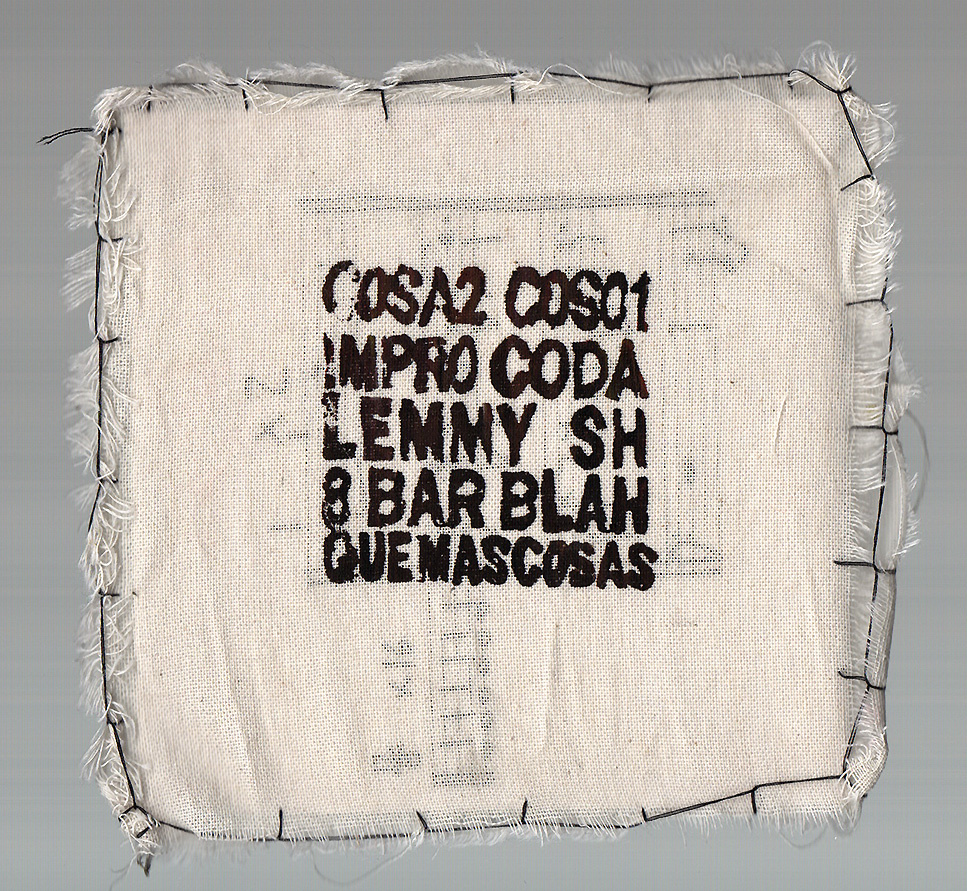 COSA2 COSO1
IMPRO CODA
LEMMY SH
8 BAR BLAH
QUEMASCOSAS